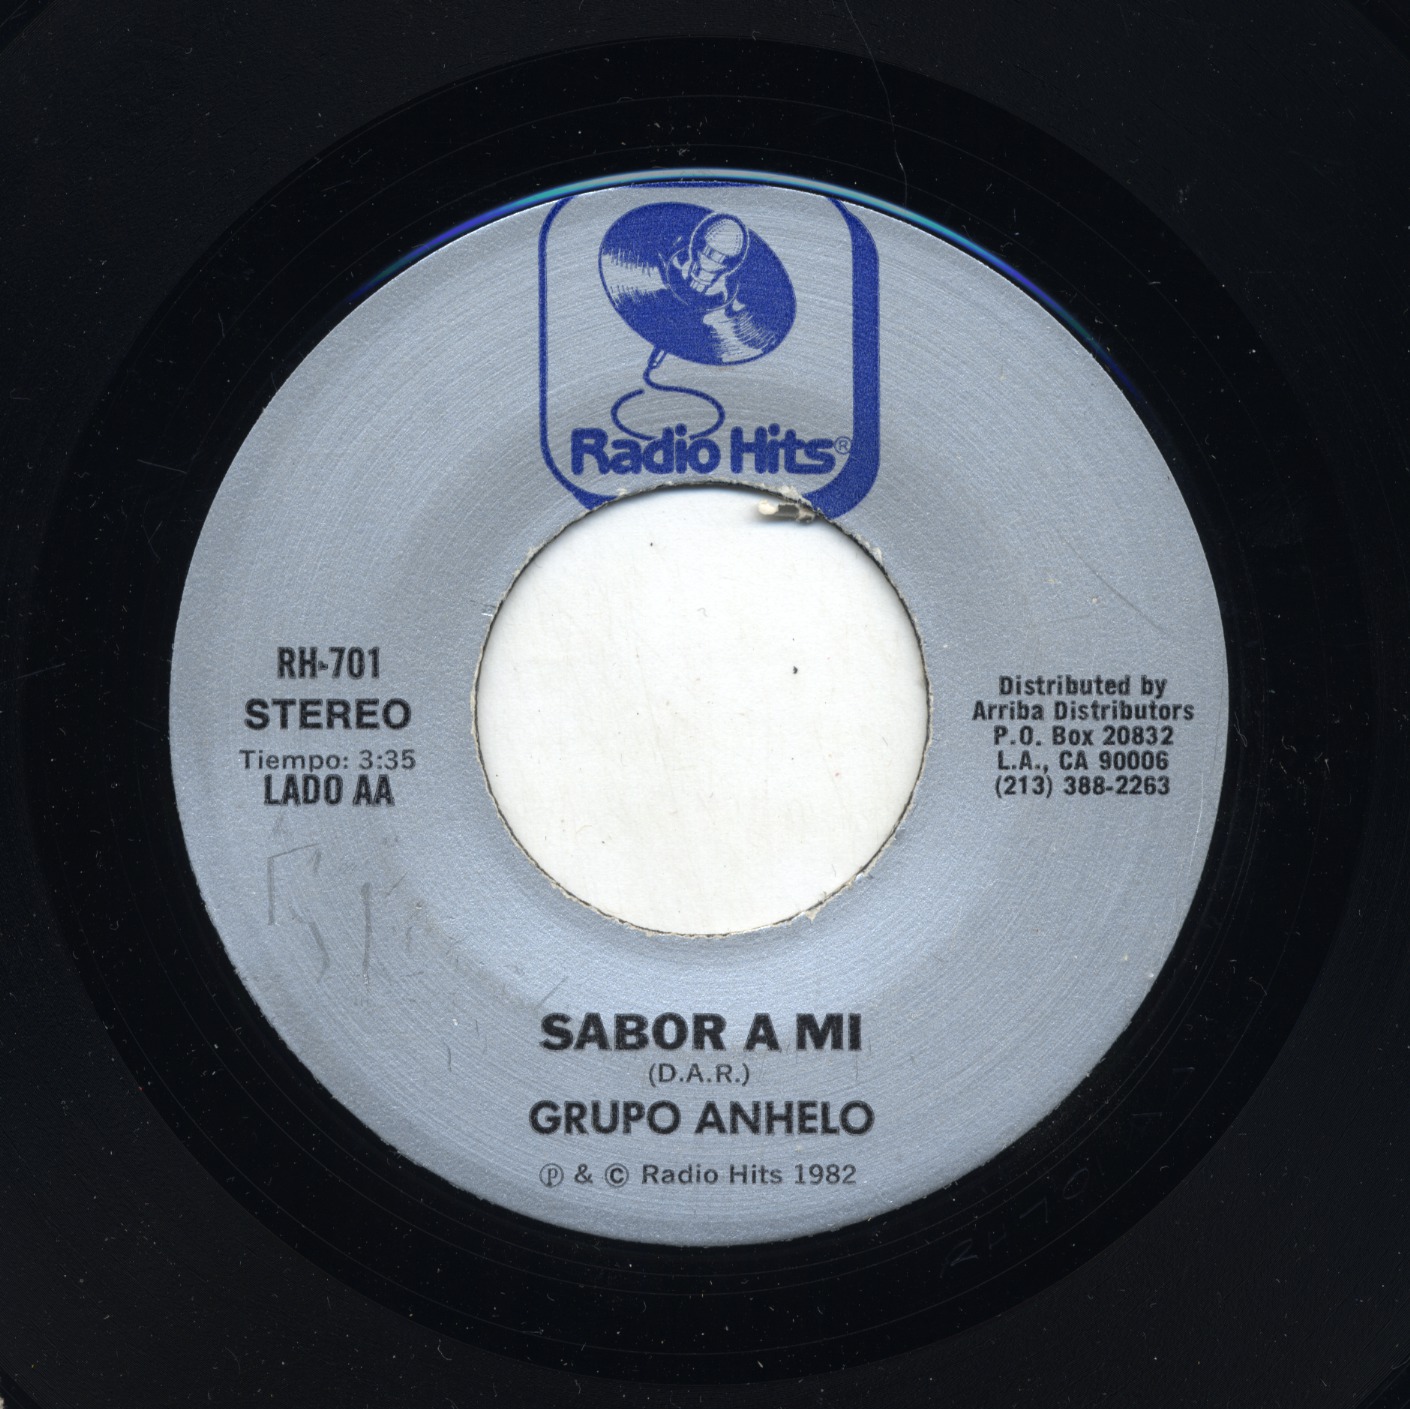 Radio Hits®
RH-701
STEREO
Tiempo: 3:35
LADO AA
Distributed by
Arriba Distributors
P.O. Box 20832
L.A., CA 90006
(213) 388-2263
SABOR A MI
(D.A.R.)
GRUPO ANHELO
℗ & © Radio Hits 1982